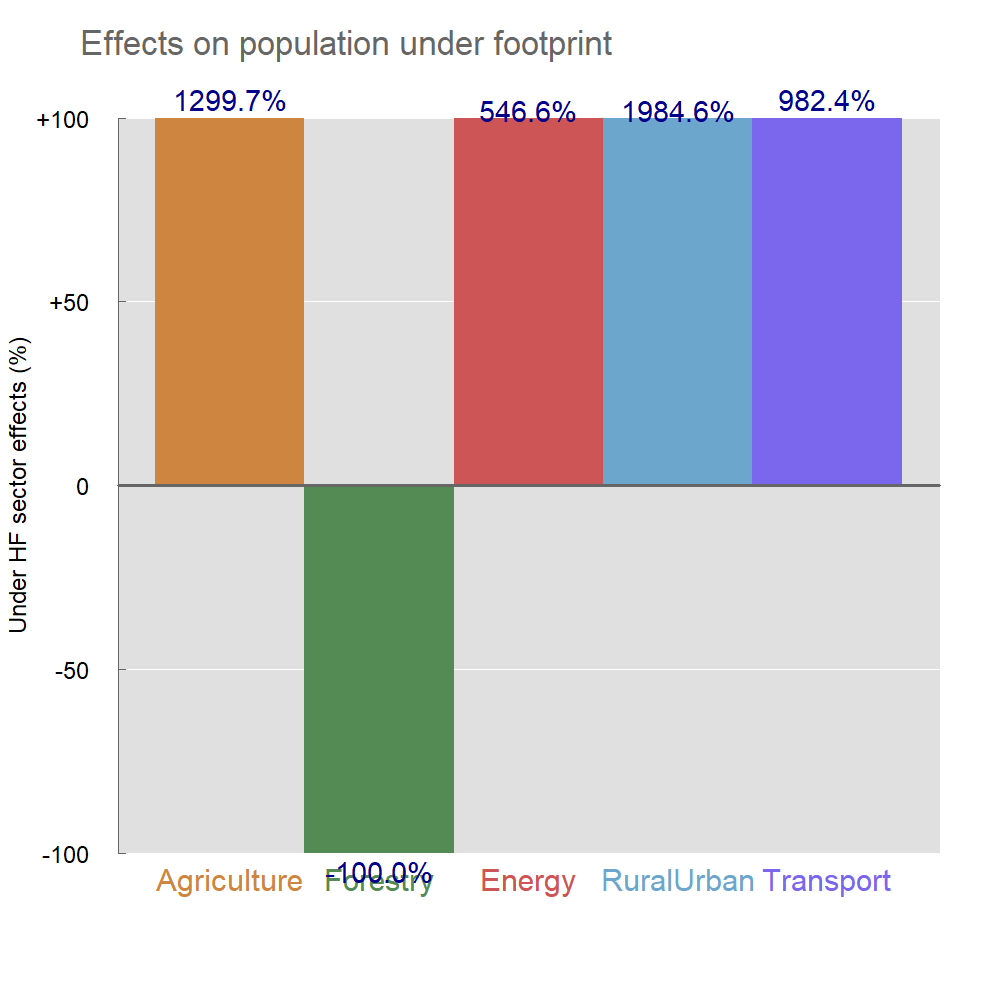 Effects on population under footprint
1299.7%
546.6%
1984.6%
982.4%
+100
+50
0
-50
-100
Under HF sector effects (%)
-100.0%
Agriculture
Forestry
Energy
RuralUrban
Transport